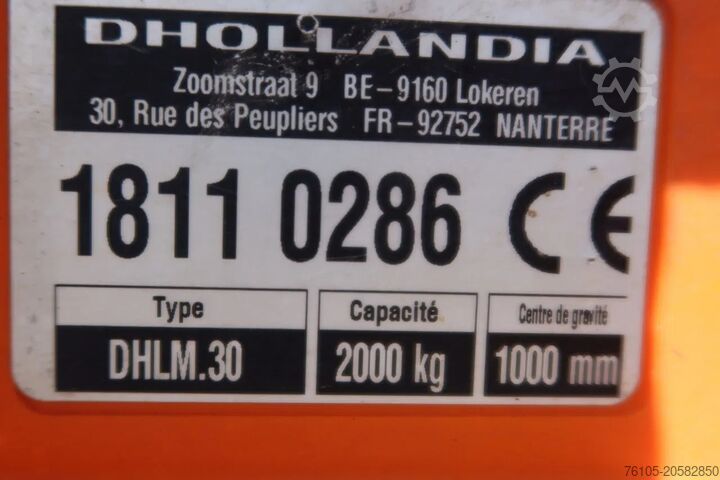 DHOLLANDIA
Zoomstraat 9 BE-9160 Lokeren
30, Rue des Peupliers FR-92752 NANTERRE
1811 0286 CE
Type Capacité Centre de gravité
DHLM.30 2000 kg 1000 mm
76105-20582850